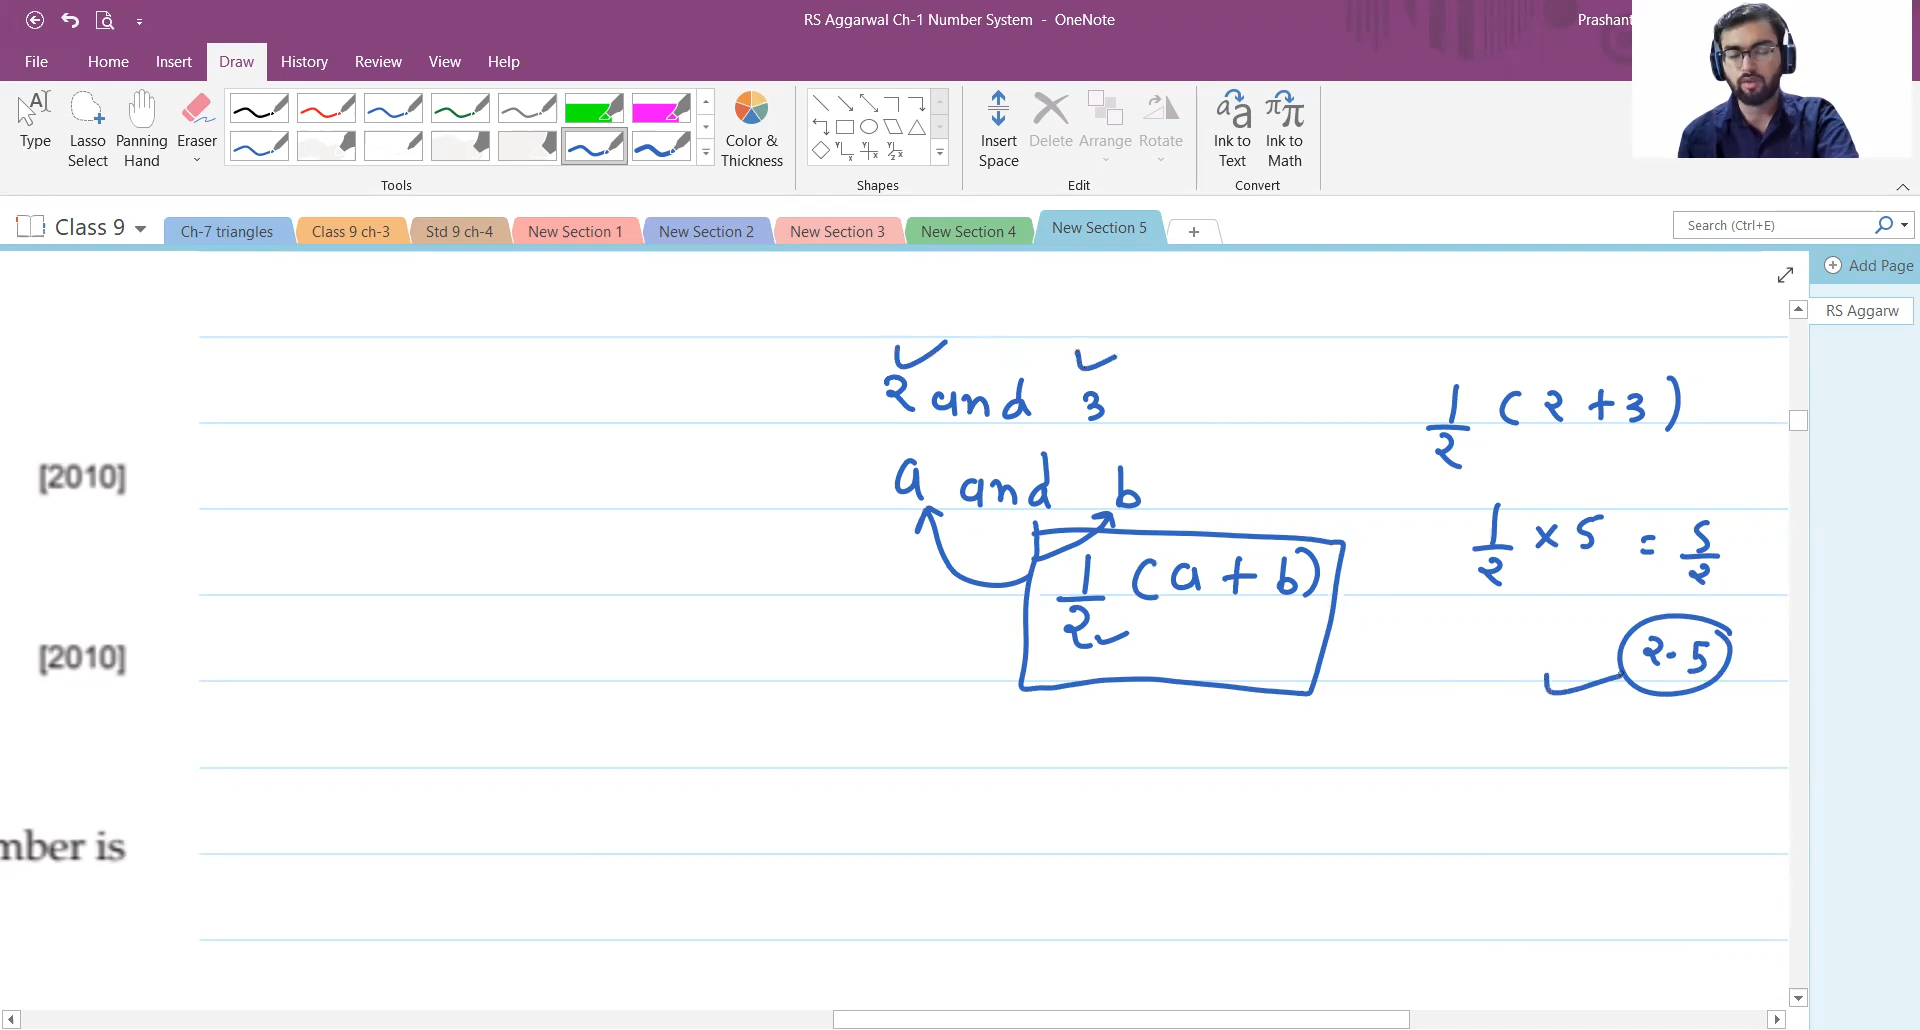 RS Aggarwal Ch-1 Number System - OneNote
Prashant
File Home Insert Draw History Review View Help
Type
Lasso Select
Panning Hand
Eraser
Color & Thickness
Insert Space
Delete
Arrange
Rotate
Ink to Text
Ink to Math
Tools
Shapes
Edit
Convert
Class 9
Ch-7 triangles
Class 9 ch-3
Std 9 ch-4
New Section 1
New Section 2
New Section 3
New Section 4
New Section 5
+
Search (Ctrl+E)
Add Page
RS Aggarw
2 and 3
1/2 (2 + 3)
[2010]
a and b
1/2 × 5 = 5/2
1/2 (a + b)
[2010]
2.5
mber is